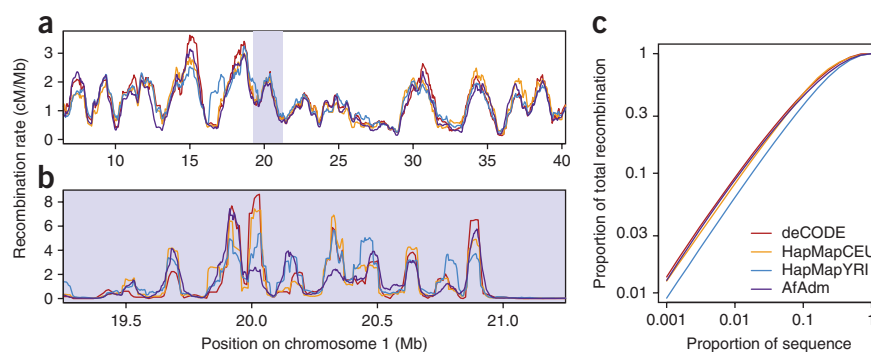 a
Recombination rate (cM/Mb)
3
2
1
0
10 15 20 25 30 35 40
b
8
6
4
2
0
19.5 20.0 20.5 21.0
Position on chromosome 1 (Mb)
c
Proportion of total recombination
1
0.3
0.1
0.03
0.01
deCODE
HapMapCEU
HapMapYRI
AfAdm
0.001 0.01 0.1 1
Proportion of sequence